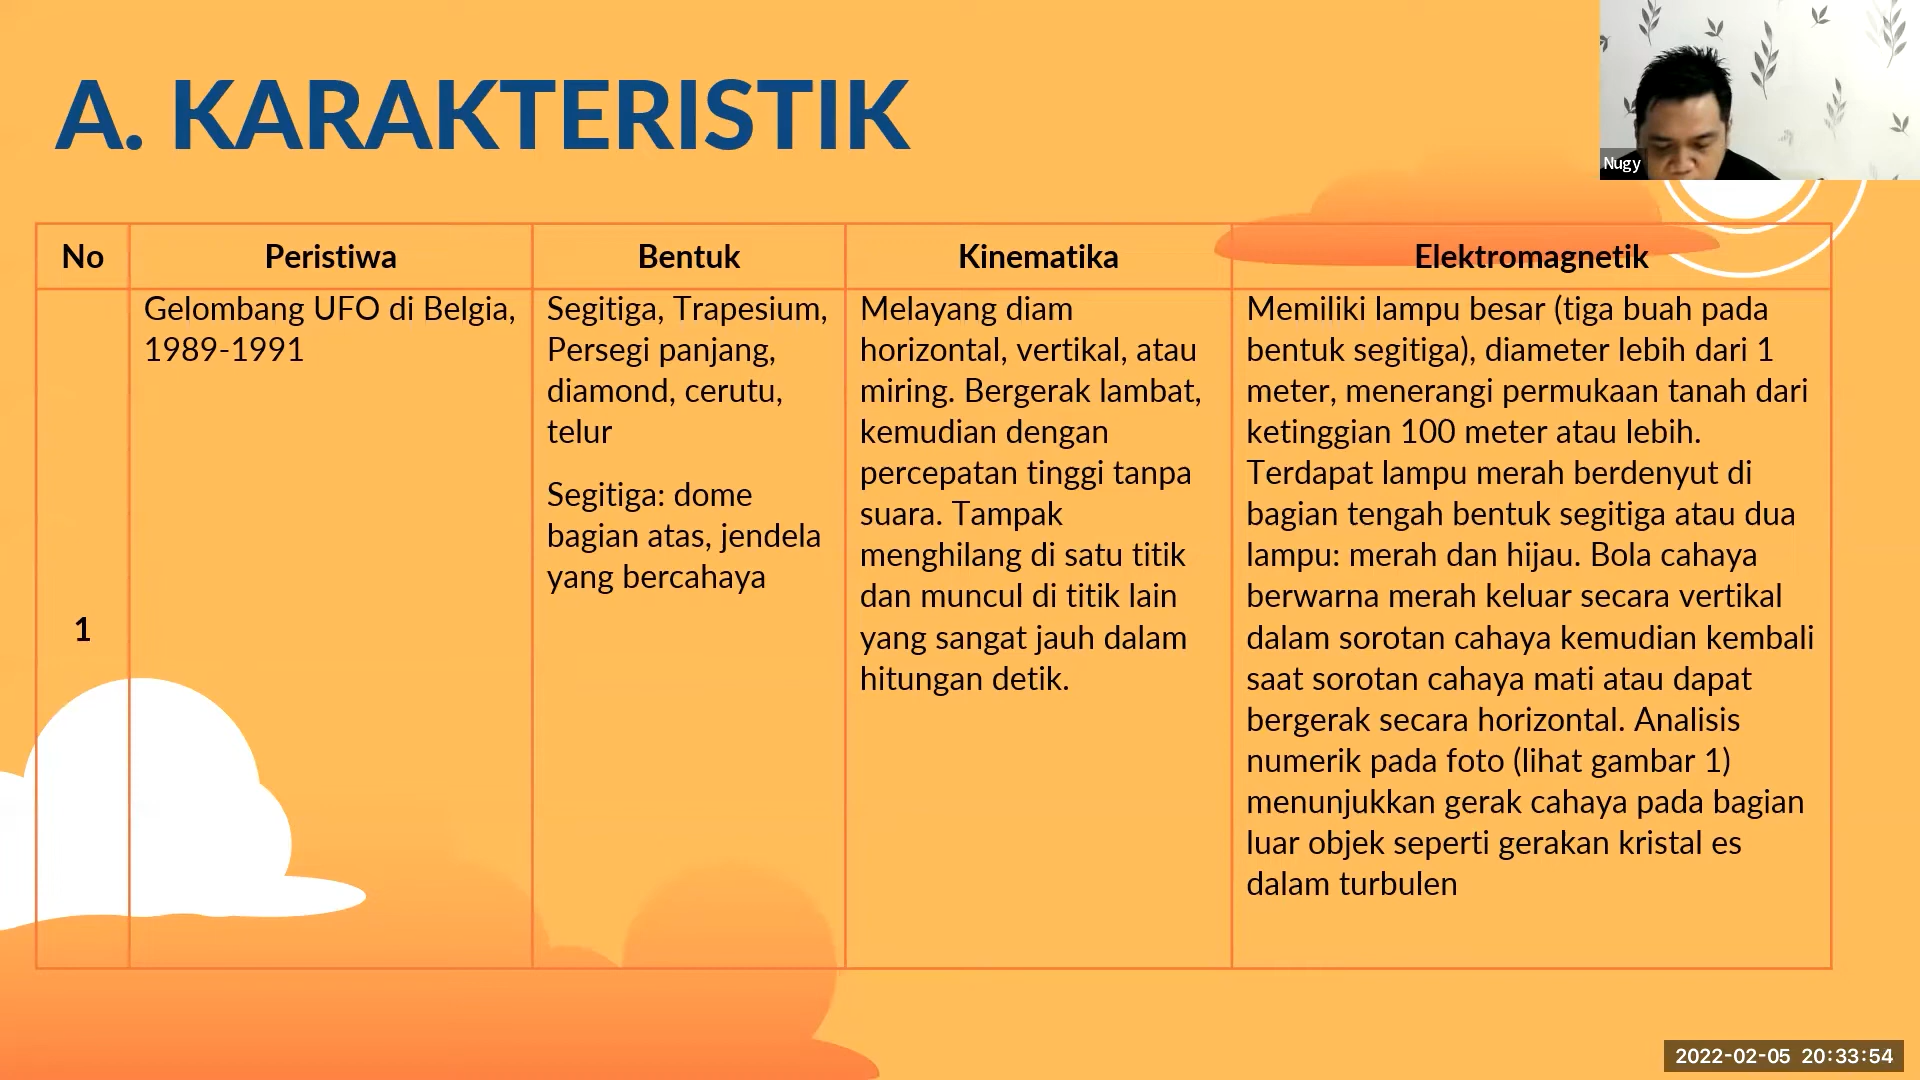 A. KARAKTERISTIK
Nugy
No
Peristiwa
Bentuk
Kinematika
Elektromagnetik
1
Gelombang UFO di Belgia,
1989-1991
Segitiga, Trapesium,
Persegi panjang,
diamond, cerutu,
telur
Segitiga: dome
bagian atas, jendela
yang bercahaya
Melayang diam
horizontal, vertikal, atau
miring. Bergerak lambat,
kemudian dengan
percepatan tinggi tanpa
suara. Tampak
menghilang di satu titik
dan muncul di titik lain
yang sangat jauh dalam
hitungan detik.
Memiliki lampu besar (tiga buah pada
bentuk segitiga), diameter lebih dari 1
meter, menerangi permukaan tanah dari
ketinggian 100 meter atau lebih.
Terdapat lampu merah berdenyut di
bagian tengah bentuk segitiga atau dua
lampu: merah dan hijau. Bola cahaya
berwarna merah keluar secara vertikal
dalam sorotan cahaya kemudian kembali
saat sorotan cahaya mati atau dapat
bergerak secara horizontal. Analisis
numerik pada foto (lihat gambar 1)
menunjukkan gerak cahaya pada bagian
luar objek seperti gerakan kristal es
dalam turbulen
2022-02-05 20:33:54